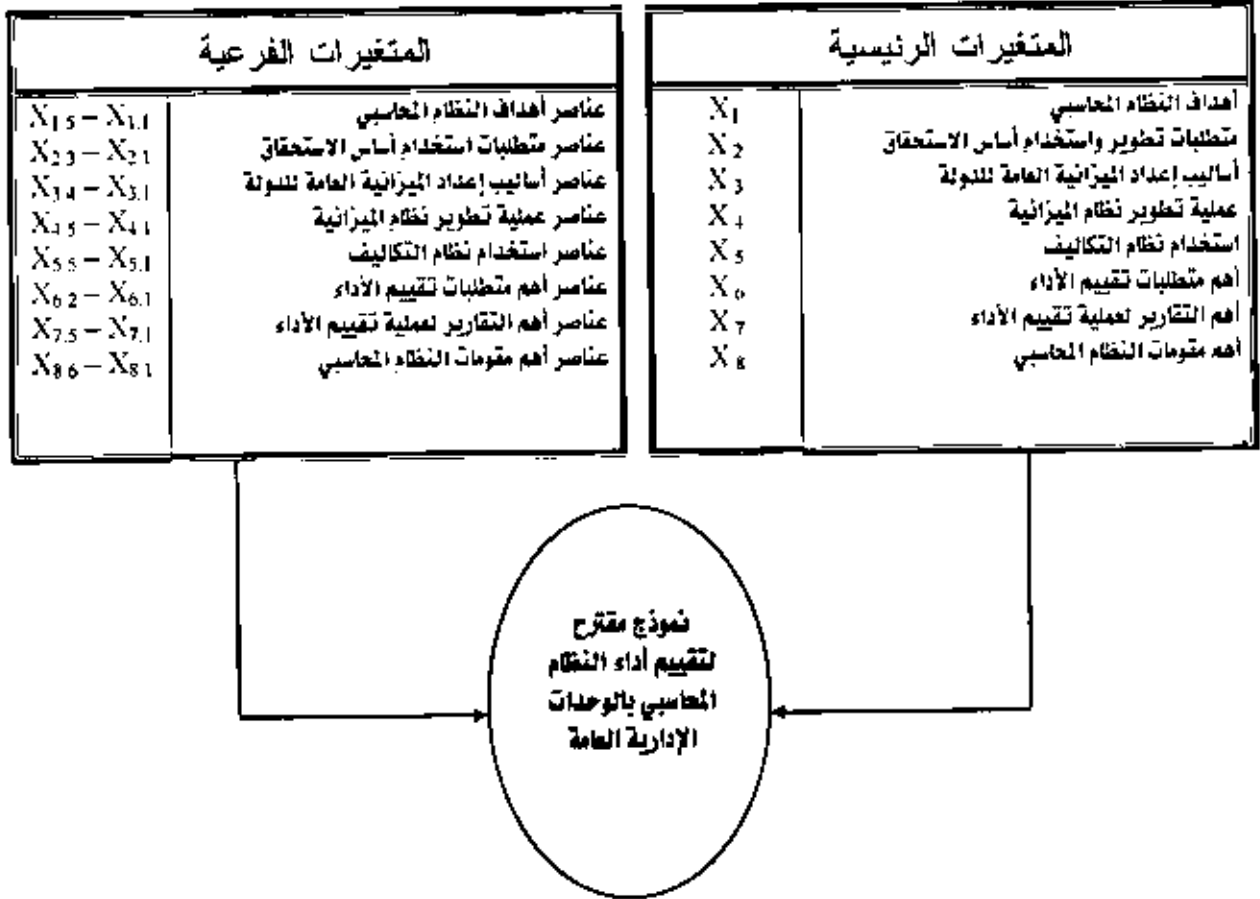 المتغيرات الرئيسية
أهداف النظام المحاسبي X1
متطلبات تطوير واستخدام أساس الاستحقاق X2
أساليب إعداد الميزانية العامة للدولة X3
عملية تطوير نظام الميزانية X4
استخدام نظام التكاليف X5
أهم متطلبات تقييم الأداء X6
أهم التقارير لعملية تقييم الأداء X7
أهم مقومات النظام المحاسبي X8
المتغيرات الفرعية
عناصر أهداف النظام المحاسبي X1.5 – X1.1
عناصر متطلبات استخدام أساس الاستحقاق X2.3 – X2.1
عناصر أساليب إعداد الميزانية العامة للدولة X3.4 – X3.1
عناصر عملية تطوير نظام الميزانية X4.5 – X4.1
عناصر استخدام نظام التكاليف X5.5 – X5.1
عناصر أهم متطلبات تقييم الأداء X6.2 – X6.1
عناصر أهم التقارير لعملية تقييم الأداء X7.5 – X7.1
عناصر أهم مقومات النظام المحاسبي X8.6 – X8.1
نموذج مقترح
لتقييم أداء النظام
المحاسبي بالوحدات
الإدارية العامة